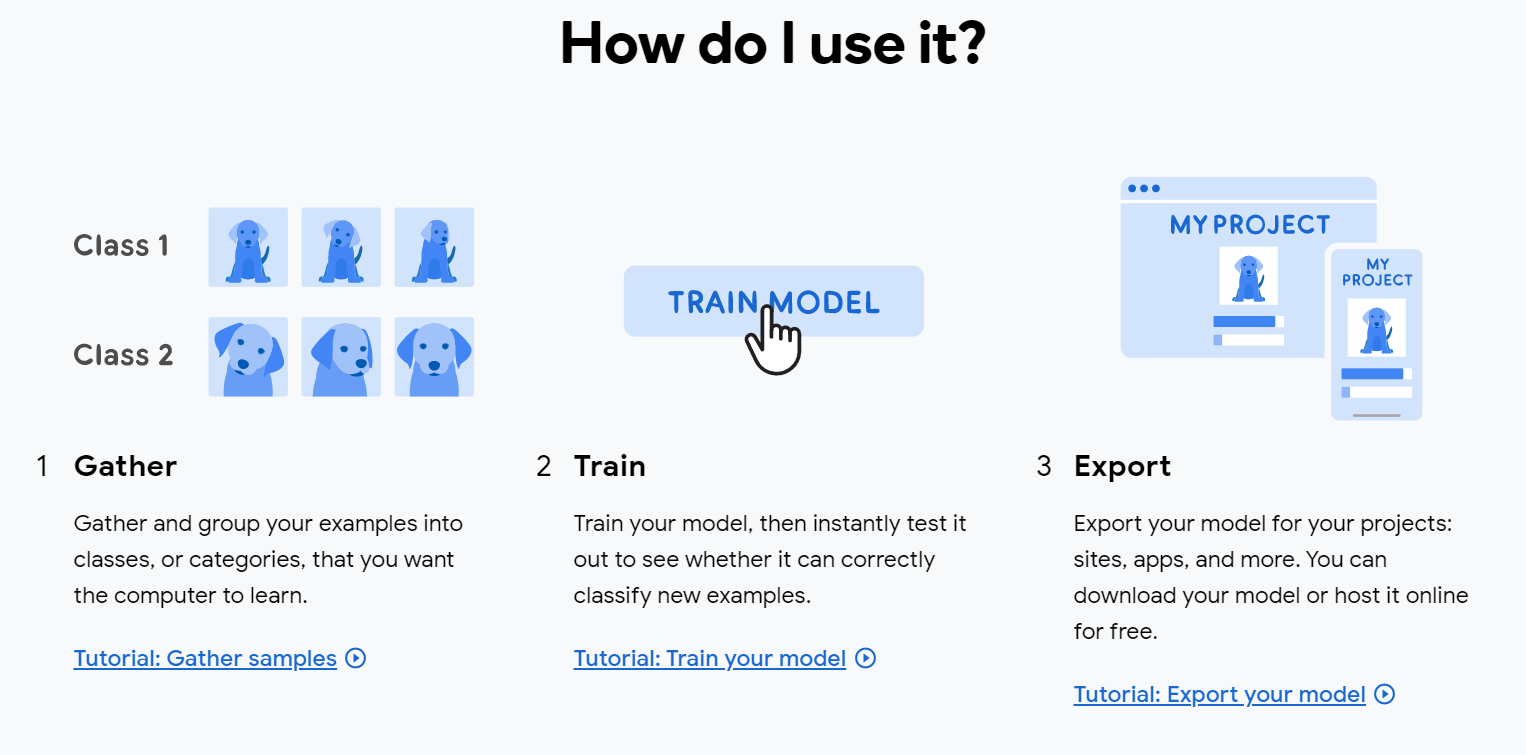 How do I use it?
Class 1
Class 2
TRAIN MODEL
MY PROJECT
MY
PROJECT
1 Gather
Gather and group your examples into
classes, or categories, that you want
the computer to learn.
Tutorial: Gather samples
2 Train
Train your model, then instantly test it
out to see whether it can correctly
classify new examples.
Tutorial: Train your model
3 Export
Export your model for your projects:
sites, apps, and more. You can
download your model or host it online
for free.
Tutorial: Export your model